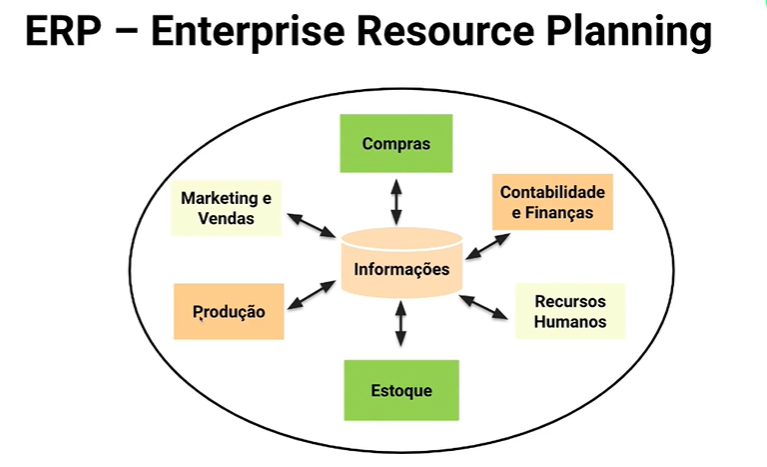 ERP – Enterprise Resource Planning
Compras
Marketing e
Vendas
Contabilidade
e Finanças
Informações
Produção
Recursos
Humanos
Estoque